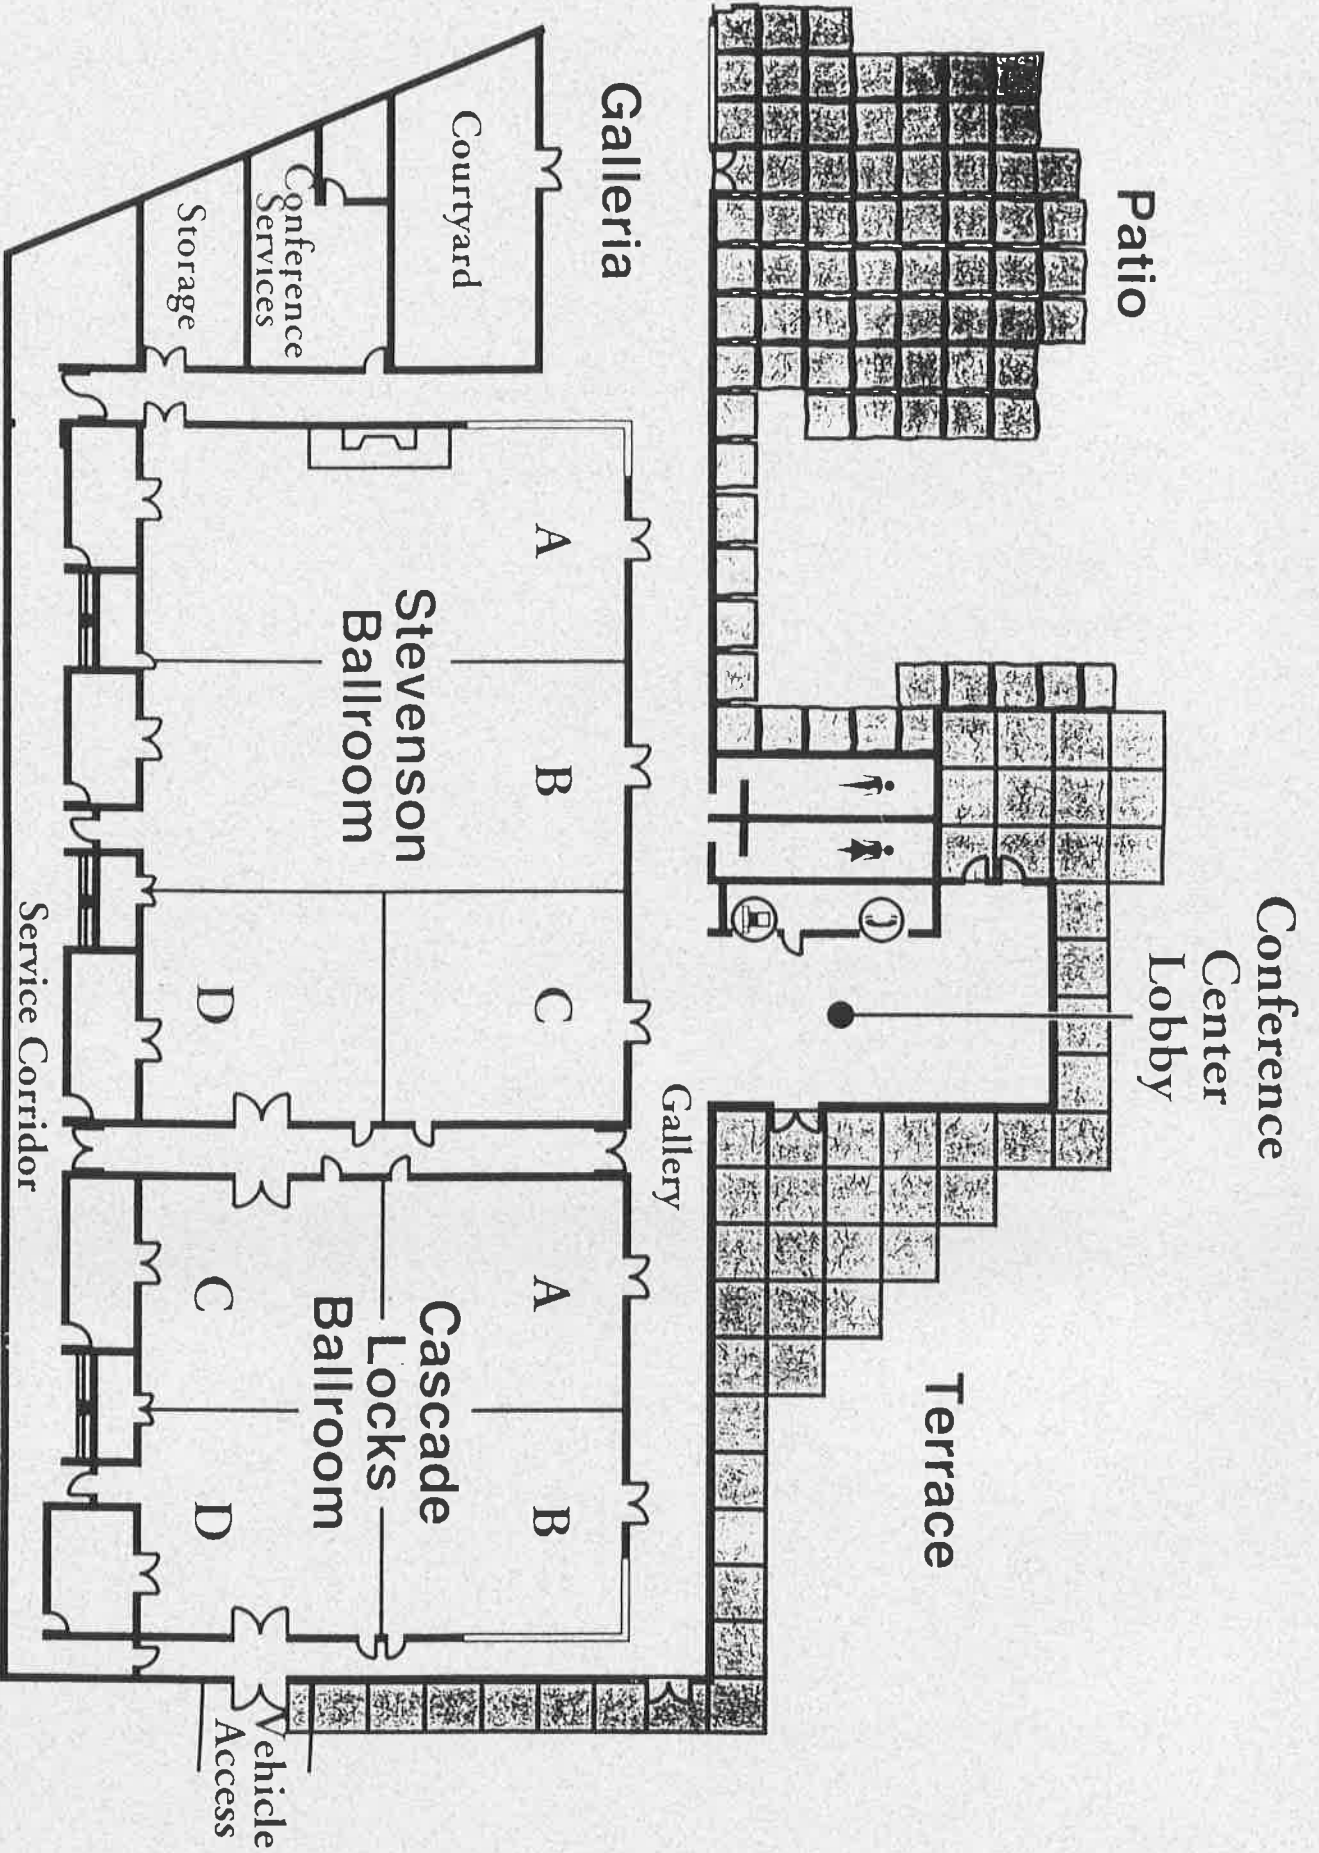 Conference
Center
Lobby
Patio
Terrace
Galleria
Gallery
Courtyard
Conference
Services
Storage
A
B
C
D
Stevenson
Ballroom
A
B
C
D
Cascade
Locks
Ballroom
Service Corridor
Vehicle
Access